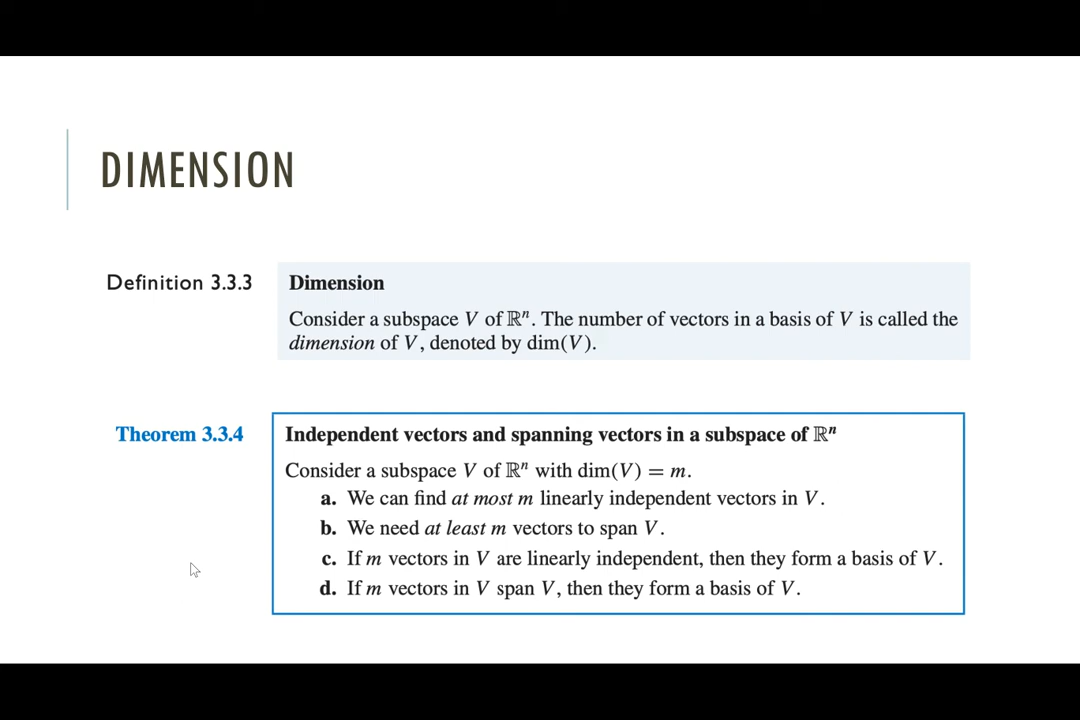 DIMENSION
Definition 3.3.3
Dimension
Consider a subspace V of ℝⁿ. The number of vectors in a basis of V is called the
dimension of V, denoted by dim(V).
Theorem 3.3.4
Independent vectors and spanning vectors in a subspace of ℝⁿ
Consider a subspace V of ℝⁿ with dim(V) = m.
a. We can find at most m linearly independent vectors in V.
b. We need at least m vectors to span V.
c. If m vectors in V are linearly independent, then they form a basis of V.
d. If m vectors in V span V, then they form a basis of V.